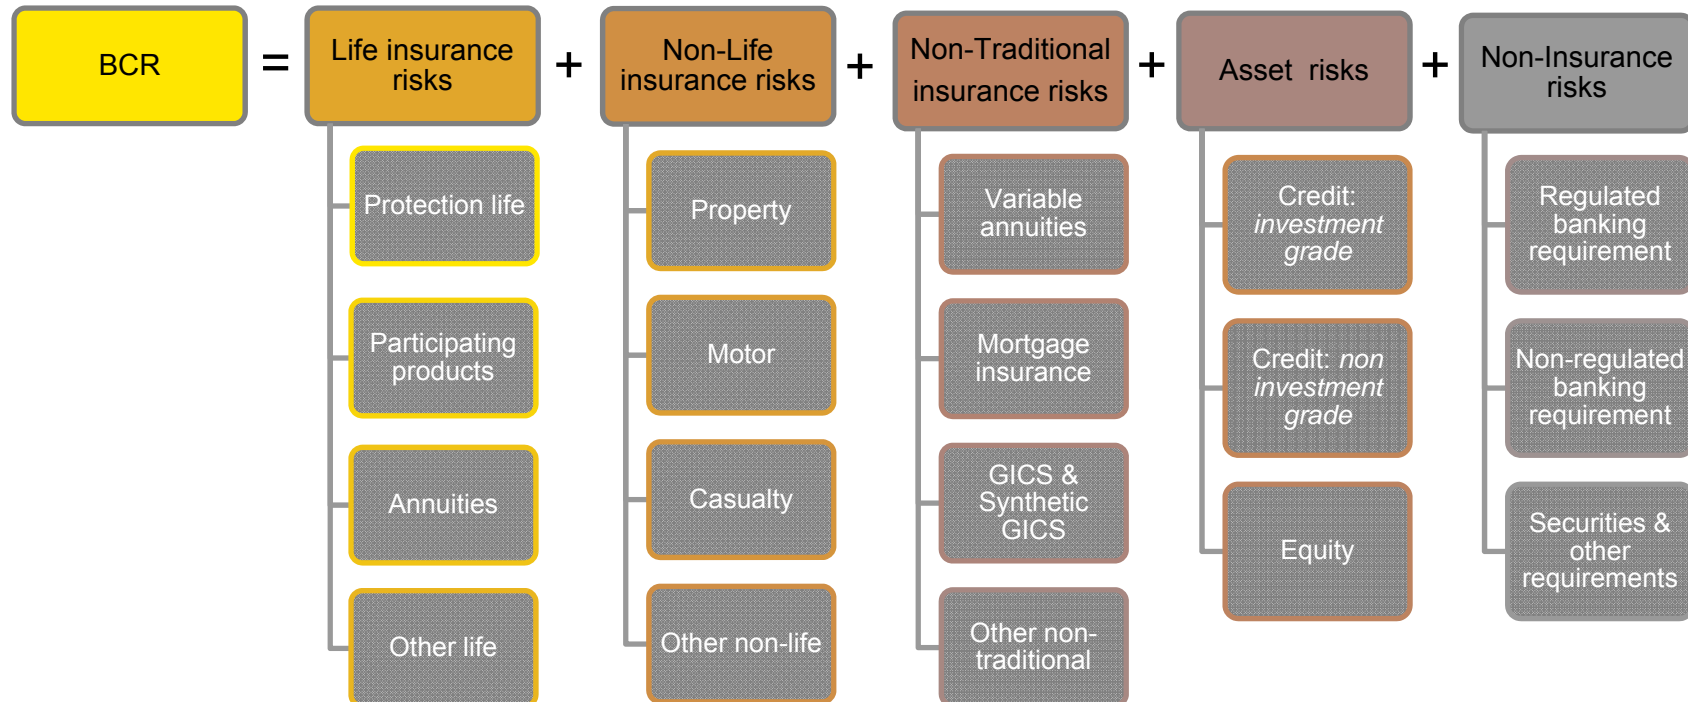 BCR
=
Life insurance
risks
+
Non-Life
insurance risks
+
Non-Traditional
insurance risks
+
Asset risks
+
Non-Insurance
risks
Protection life
Participating
products
Annuities
Other life
Property
Motor
Casualty
Other non-life
Variable
annuities
Mortgage
insurance
GICS &
Synthetic
GICS
Other non-
traditional
Credit:
investment
grade
Credit: non
investment
grade
Equity
Regulated
banking
requirement
Non-regulated
banking
requirement
Securities &
other
requirements